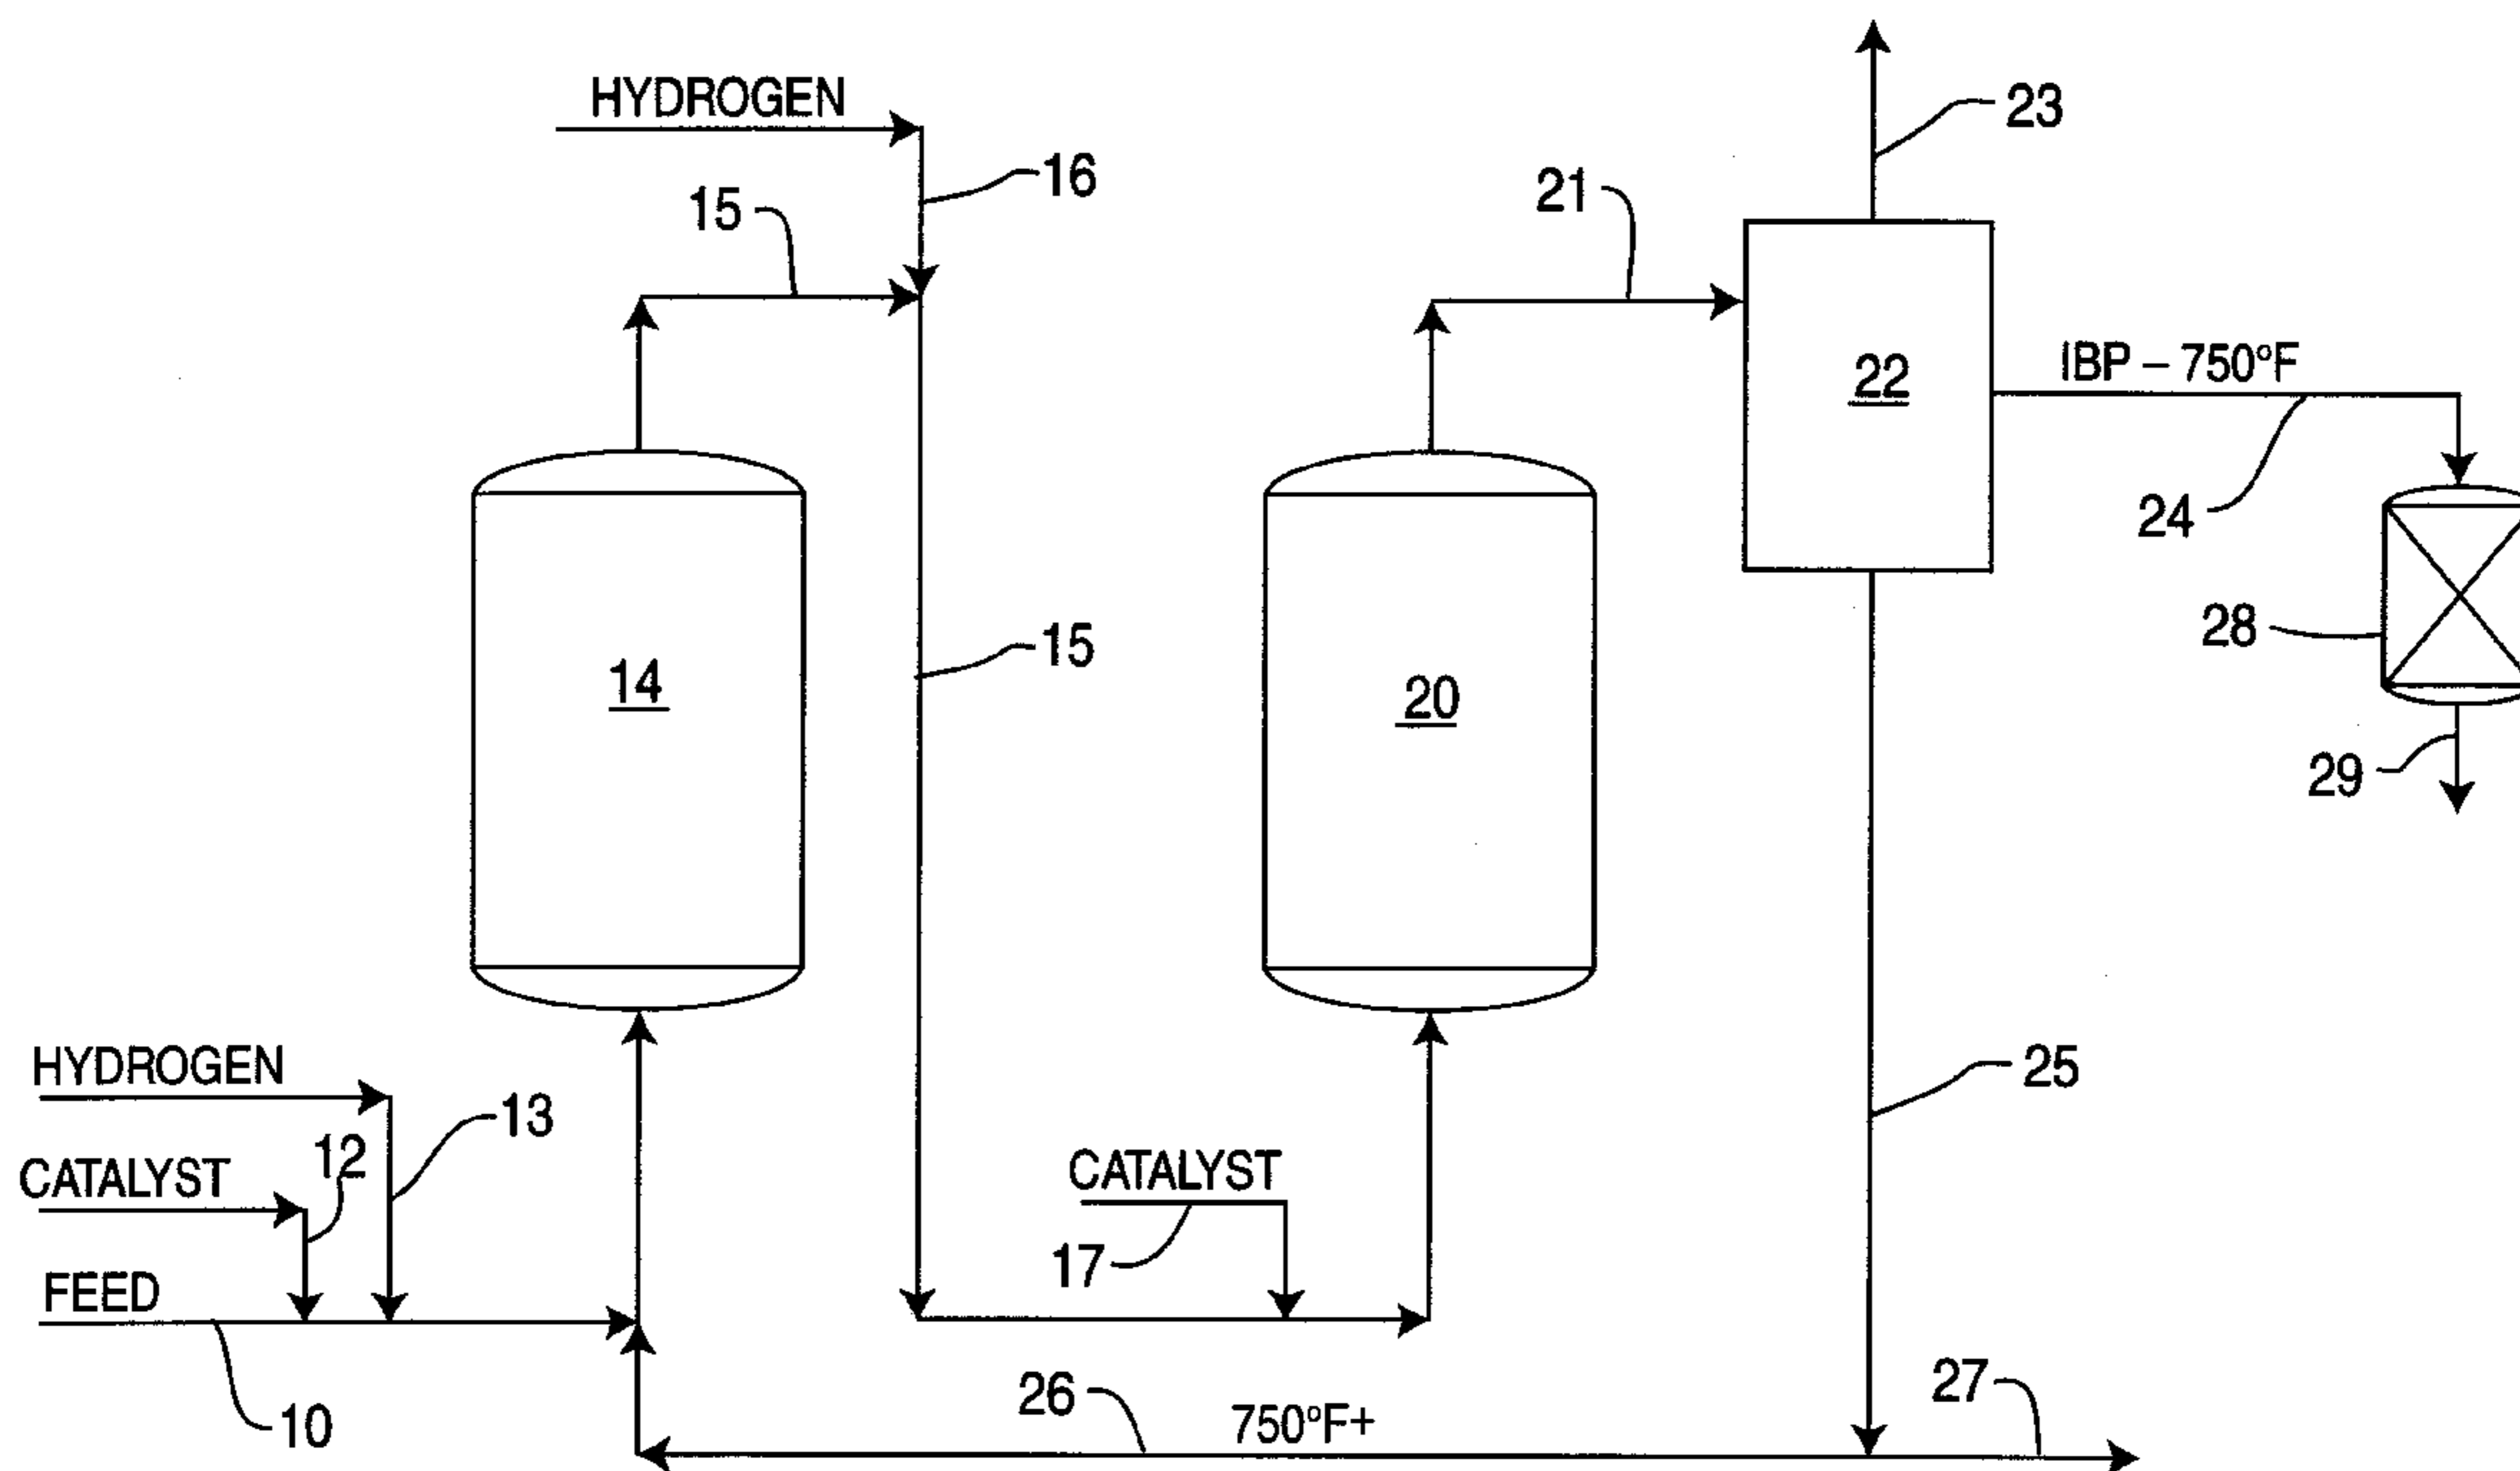 HYDROGEN
23
16
15
21
IBP – 750°F
22
24
28
15
14
20
29
HYDROGEN
25
13
12
CATALYST
CATALYST
17
FEED
26
27
750°F+
10